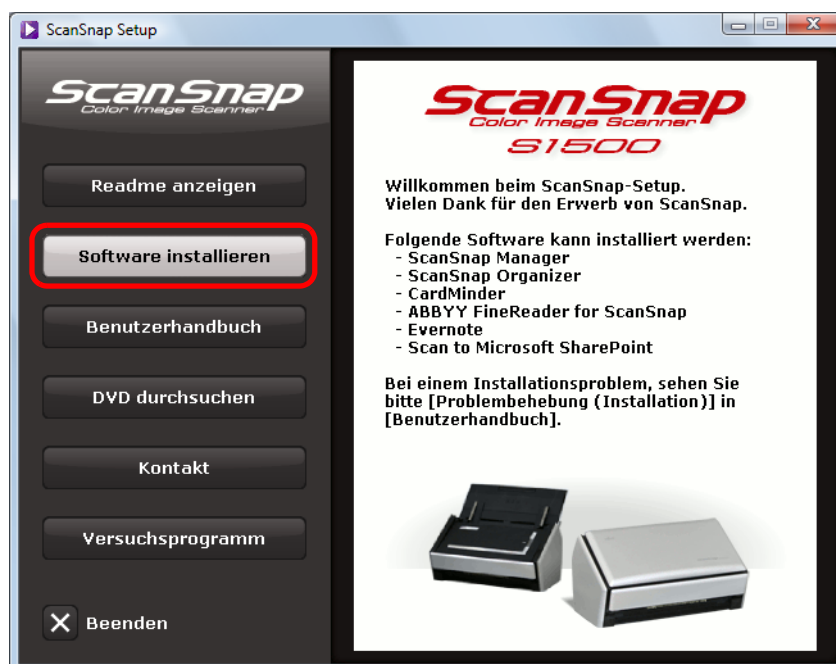 ScanSnap Setup
ScanSnap
Color Image Scanner
Readme anzeigen
Software installieren
Benutzerhandbuch
DVD durchsuchen
Kontakt
Versuchsprogramm
Beenden
ScanSnap
Color Image Scanner
S1500
Willkommen beim ScanSnap-Setup.
Vielen Dank für den Erwerb von ScanSnap.
Folgende Software kann installiert werden:
- ScanSnap Manager
- ScanSnap Organizer
- CardMinder
- ABBYY FineReader for ScanSnap
- Evernote
- Scan to Microsoft SharePoint
Bei einem Installationsproblem, sehen Sie
bitte [Problembehebung (Installation)] in
[Benutzerhandbuch].